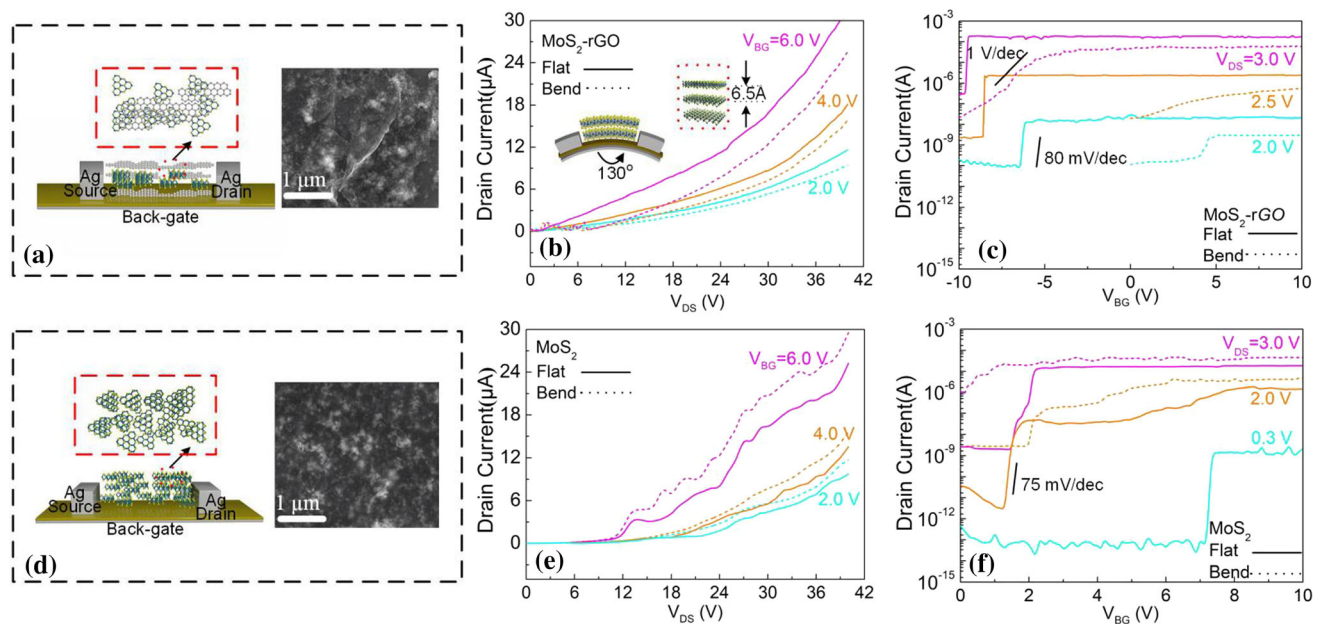 Ag
Source
Ag
Drain
Back-gate
1 μm
(a)
30
24
18
12
6
0
Drain Current(μA)
MoS2-rGO
Flat
Bend
VBG=6.0 V
6.5A
4.0 V
130°
2.0 V
(b)
0 6 12 18 24 30 36 42
VDS (V)
10-3
10-6
10-9
10-12
10-15
Drain Current(A)
1 V/dec
VDS=3.0 V
2.5 V
80 mV/dec
2.0 V
MoS2-rGO
Flat
Bend
(c)
-10 -5 0 5 10
VBG (V)
Ag
Source
Ag
Drain
Back-gate
1 μm
(d)
30
24
18
12
6
0
Drain Current(μA)
MoS2
Flat
Bend
VBG=6.0 V
4.0 V
2.0 V
(e)
0 6 12 18 24 30 36 42
VDS (V)
10-3
10-6
10-9
10-12
10-15
Drain Current(A)
VDS=3.0 V
2.0 V
0.3 V
75 mV/dec
MoS2
Flat
Bend
(f)
0 2 4 6 8 10
VBG (V)